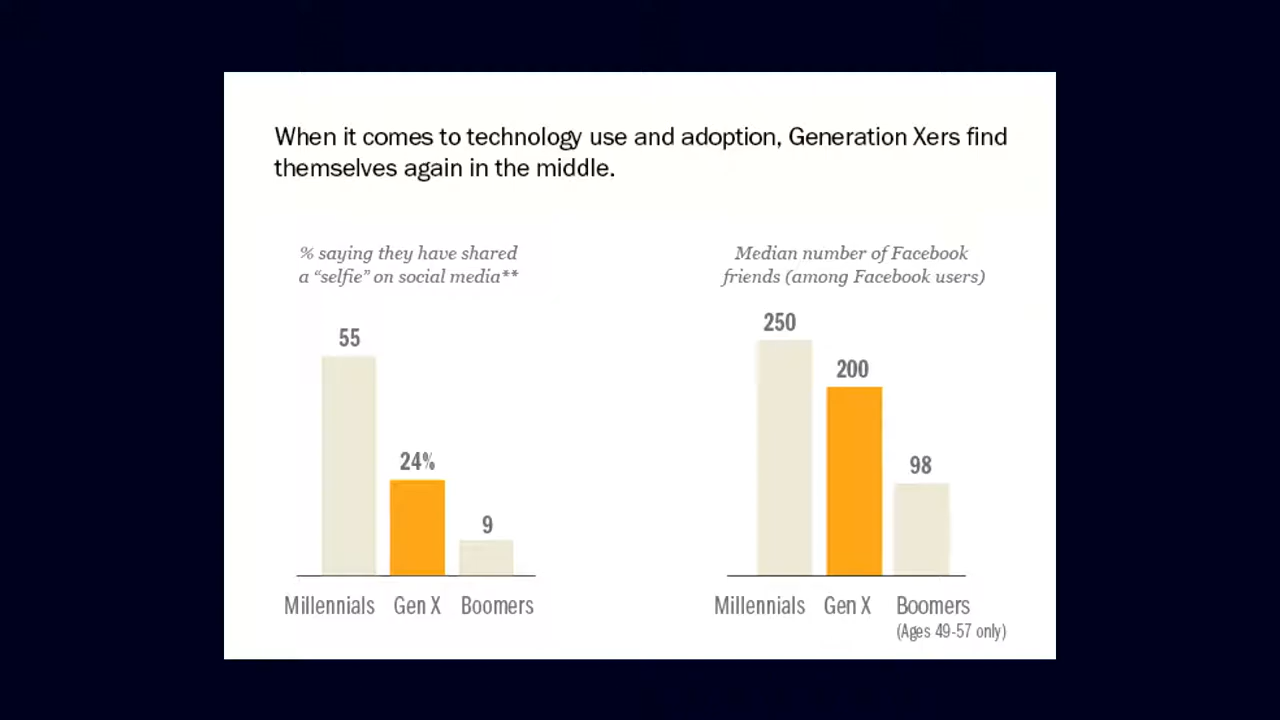 When it comes to technology use and adoption, Generation Xers find
themselves again in the middle.
% saying they have shared
a “selfie” on social media**
55
24%
9
Millennials Gen X Boomers
Median number of Facebook
friends (among Facebook users)
250
200
98
Millennials Gen X Boomers
(Ages 49-57 only)